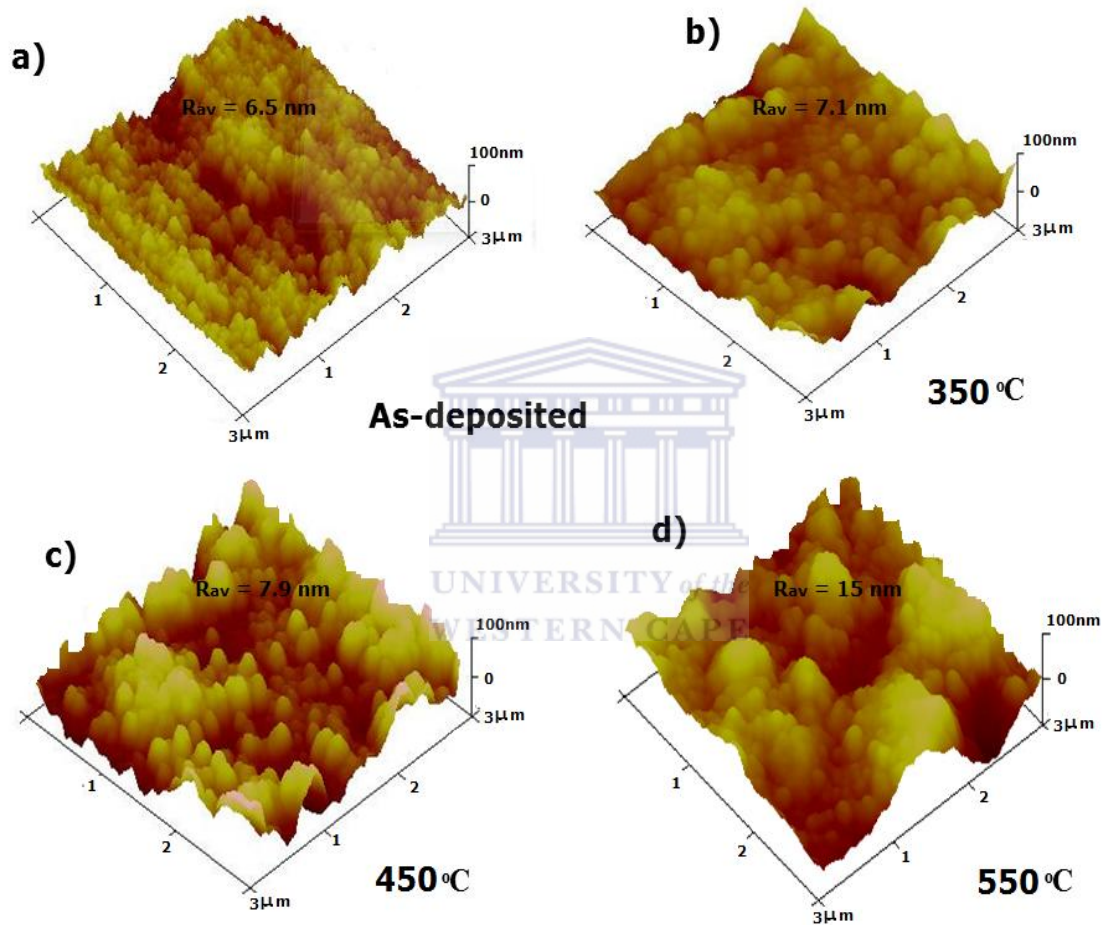 a)
Rav = 6.5 nm
100nm
0
3µm
1
2
1
2
3µm
As-deposited
b)
Rav = 7.1 nm
100nm
0
3µm
1
2
1
2
3µm
350 °C
c)
Rav = 7.9 nm
100nm
0
3µm
1
2
1
2
3µm
450 °C
d)
Rav = 15 nm
100nm
0
3µm
1
2
1
2
3µm
550 °C
UNIVERSITY of the
WESTERN CAPE